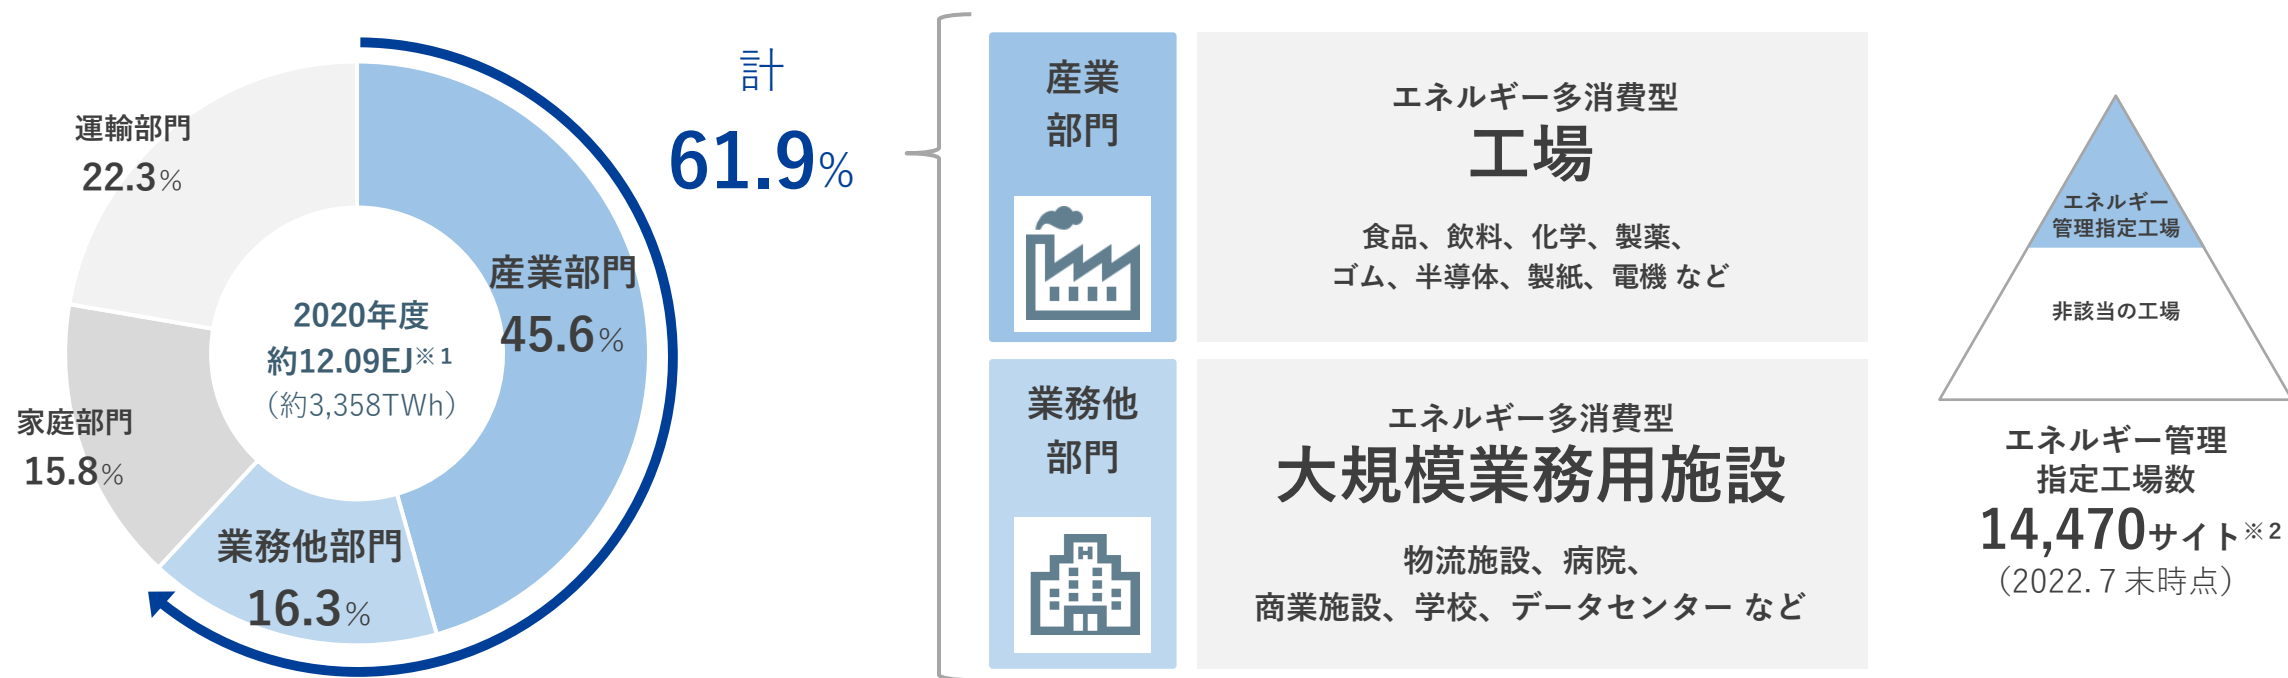 運輸部門
22.3%
家庭部門
15.8%
2020年度
約12.09EJ※1
（約3,358TWh）
産業部門
45.6%
業務他部門
16.3%
計
61.9%
産業
部門
エネルギー多消費型
工場
食品、飲料、化学、製薬、
ゴム、半導体、製紙、電機 など
業務他
部門
H
エネルギー多消費型
大規模業務用施設
物流施設、病院、
商業施設、学校、データセンター など
エネルギー
管理指定工場
非該当の工場
エネルギー管理
指定工場数
14,470サイト※2
（2022.７末時点）